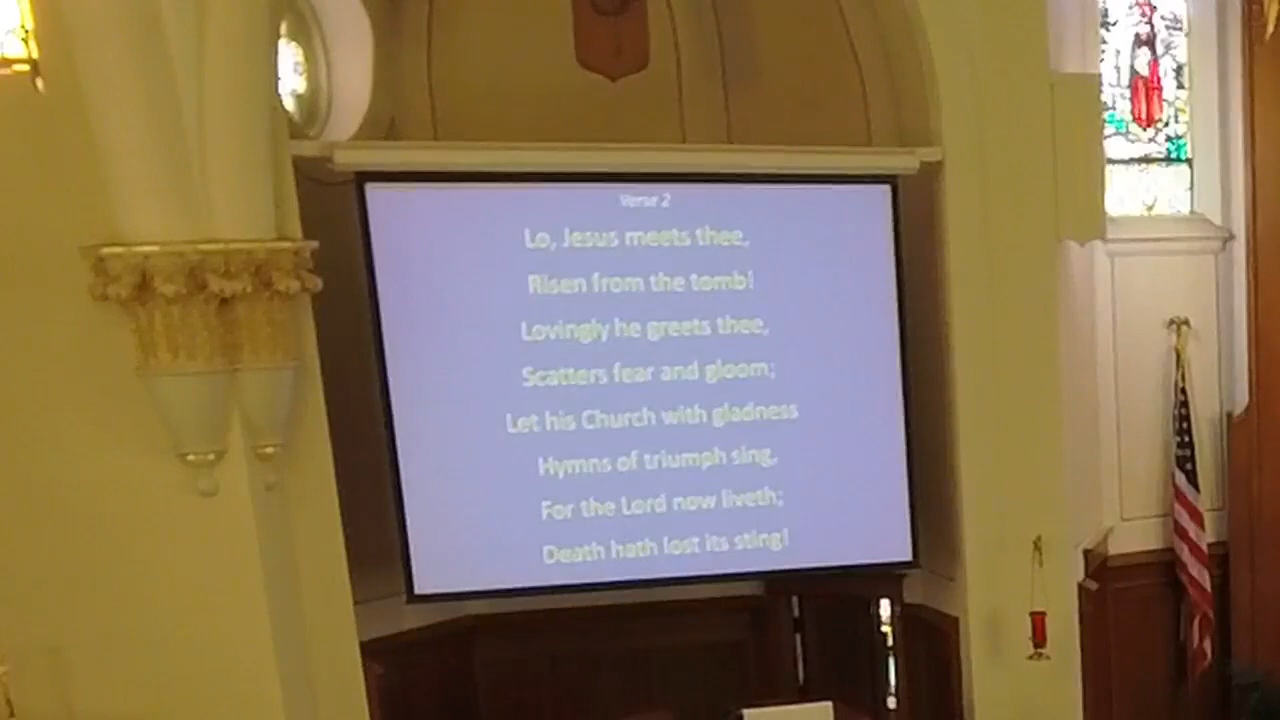 Verse 2
Lo, Jesus meets thee,
Risen from the tomb!
Lovingly he greets thee,
Scatters fear and gloom;
Let his Church with gladness
Hymns of triumph sing,
For the Lord now liveth;
Death hath lost its sting!